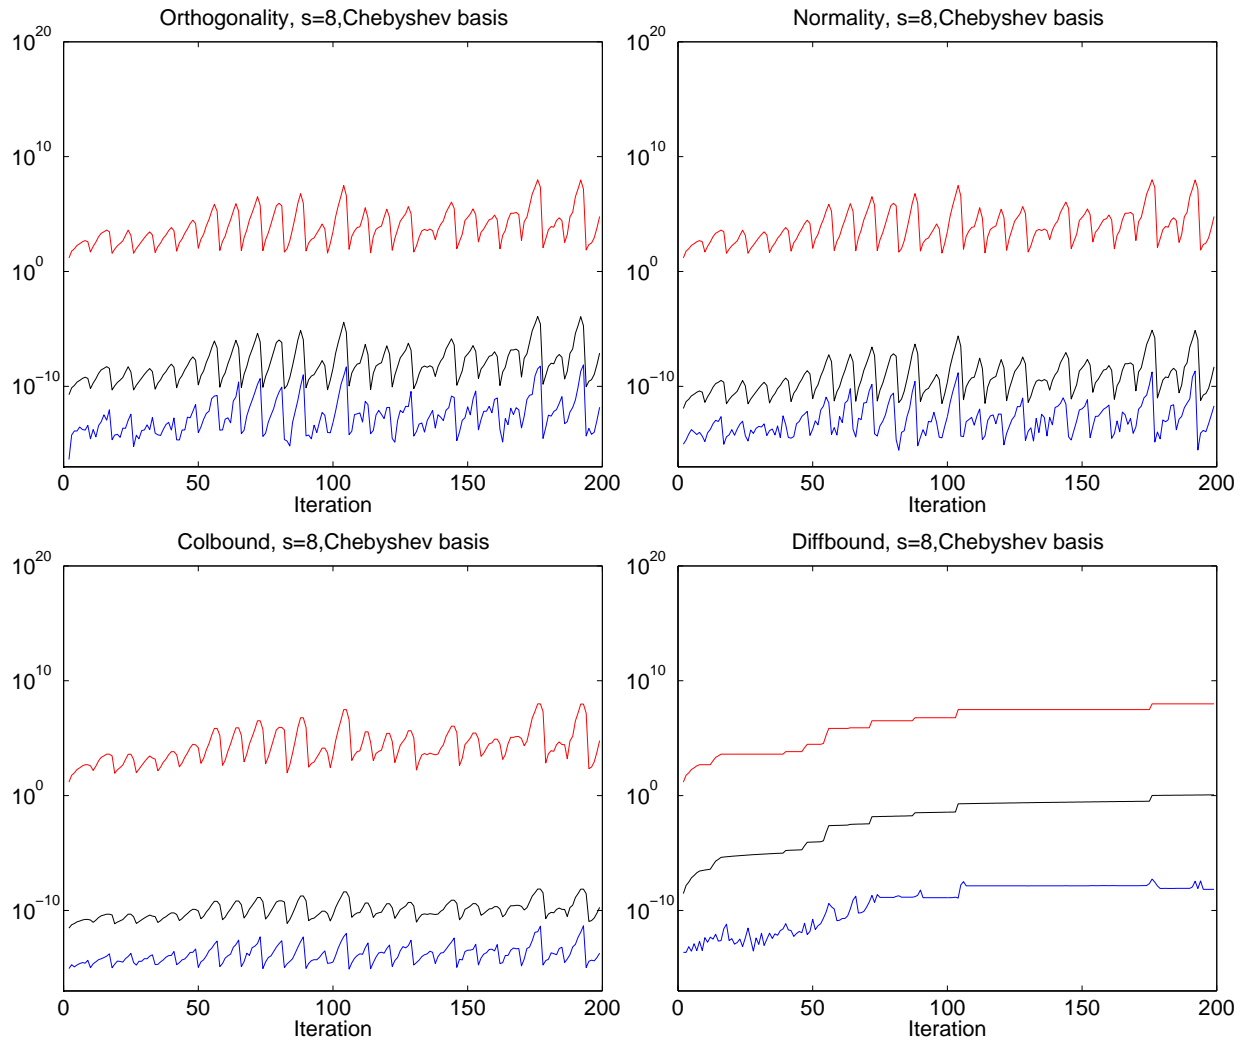 Orthogonality, s=8,Chebyshev basis
10^20
10^10
10^0
10^−10
0 50 100 150 200
Iteration
Normality, s=8,Chebyshev basis
10^20
10^10
10^0
10^−10
0 50 100 150 200
Iteration
Colbound, s=8,Chebyshev basis
10^20
10^10
10^0
10^−10
0 50 100 150 200
Iteration
Diffbound, s=8,Chebyshev basis
10^20
10^10
10^0
10^−10
0 50 100 150 200
Iteration